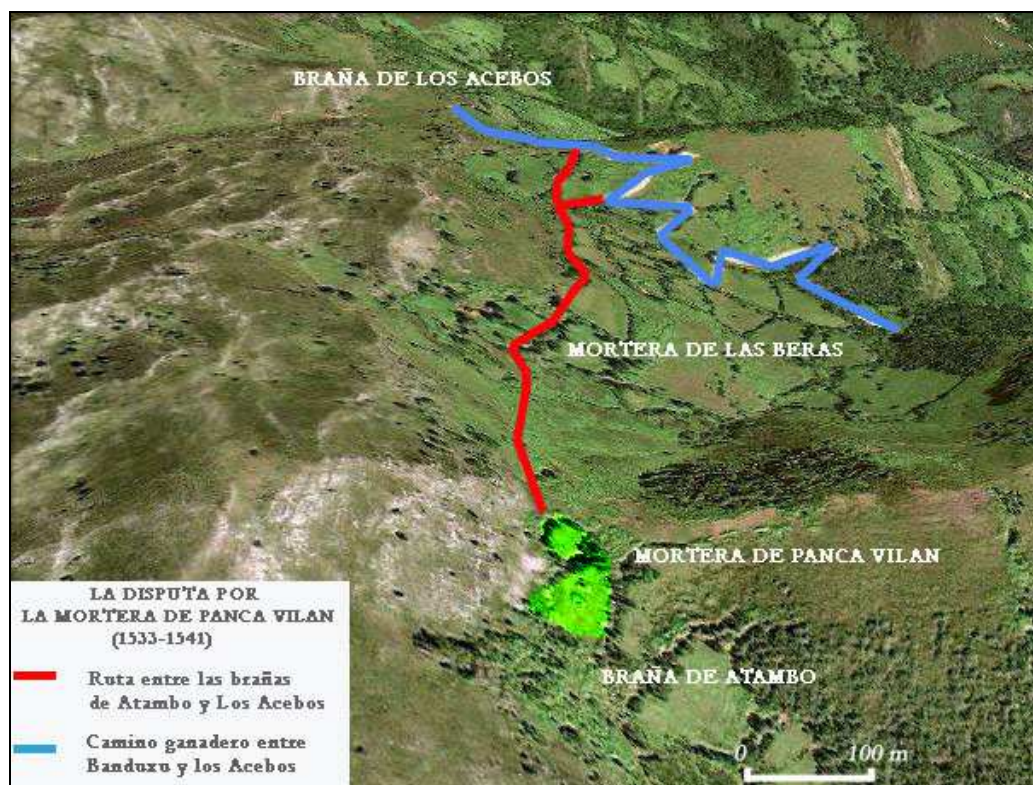 BRAÑA DE LOS ACEBOS
MORTERA DE LAS BERAS
MORTERA DE PANCA VILAN
BRAÑA DE ATAMBO
LA DISPUTA POR
LA MORTERA DE PANCA VILAN
(1533-1541)
Ruta entre las brañas
de Atambo y Los Acebos
Camino ganadero entre
Banduxu y los Acebos
0 100 m